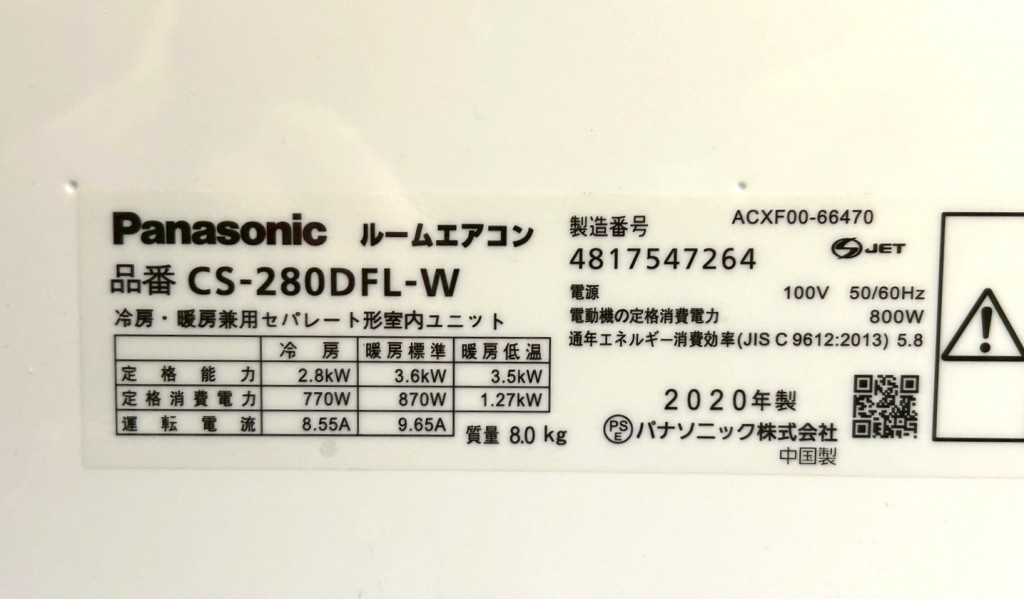 Panasonic ルームエアコン
品番 CS-280DFL-W
冷房・暖房兼用セパレート形室内ユニット
冷房 暖房標準 暖房低温
定格能力 2.8kW 3.6kW 3.5kW
定格消費電力 770W 870W 1.27kW
運転電流 8.55A 9.65A
質量 8.0 kg
製造番号 ACXF00-66470
4817547264
JET
電源 100V 50/60Hz
電動機の定格消費電力 800W
通年エネルギー消費効率(JIS C 9612:2013) 5.8
2020年製
PSE パナソニック株式会社
中国製